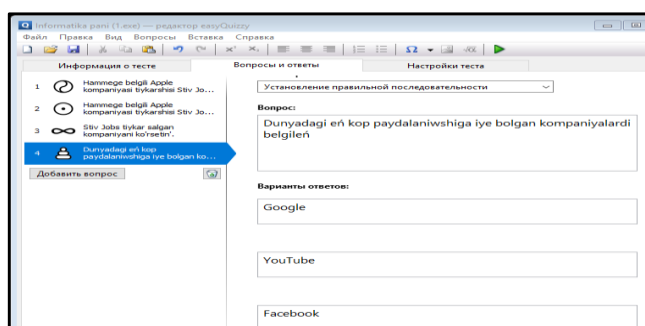 Informatika pani (1.exe) — редактор easyQuizzy
Файл Правка Вид Вопросы Вставка Справка
Информация о тесте Вопросы и ответы Настройки теста
1 Hammege belgili Apple
kompaniyasi tiykarshisi Stiv Jo...
2 Hammege belgili Apple
kompaniyasi tiykarshisi Stiv Jo...
3 Stiv Jobs tiykar salgan
kompaniyani ko'rsetin'.
4 Dunyadagi eń kop
paydalaniwshiga iye bolgan ko...
Добавить вопрос
Установление правильной последовательности
Вопрос:
Dunyadagi eń kop paydalaniwshiga iye bolgan kompaniyalardi
belgileń
Варианты ответов:
Google
YouTube
Facebook